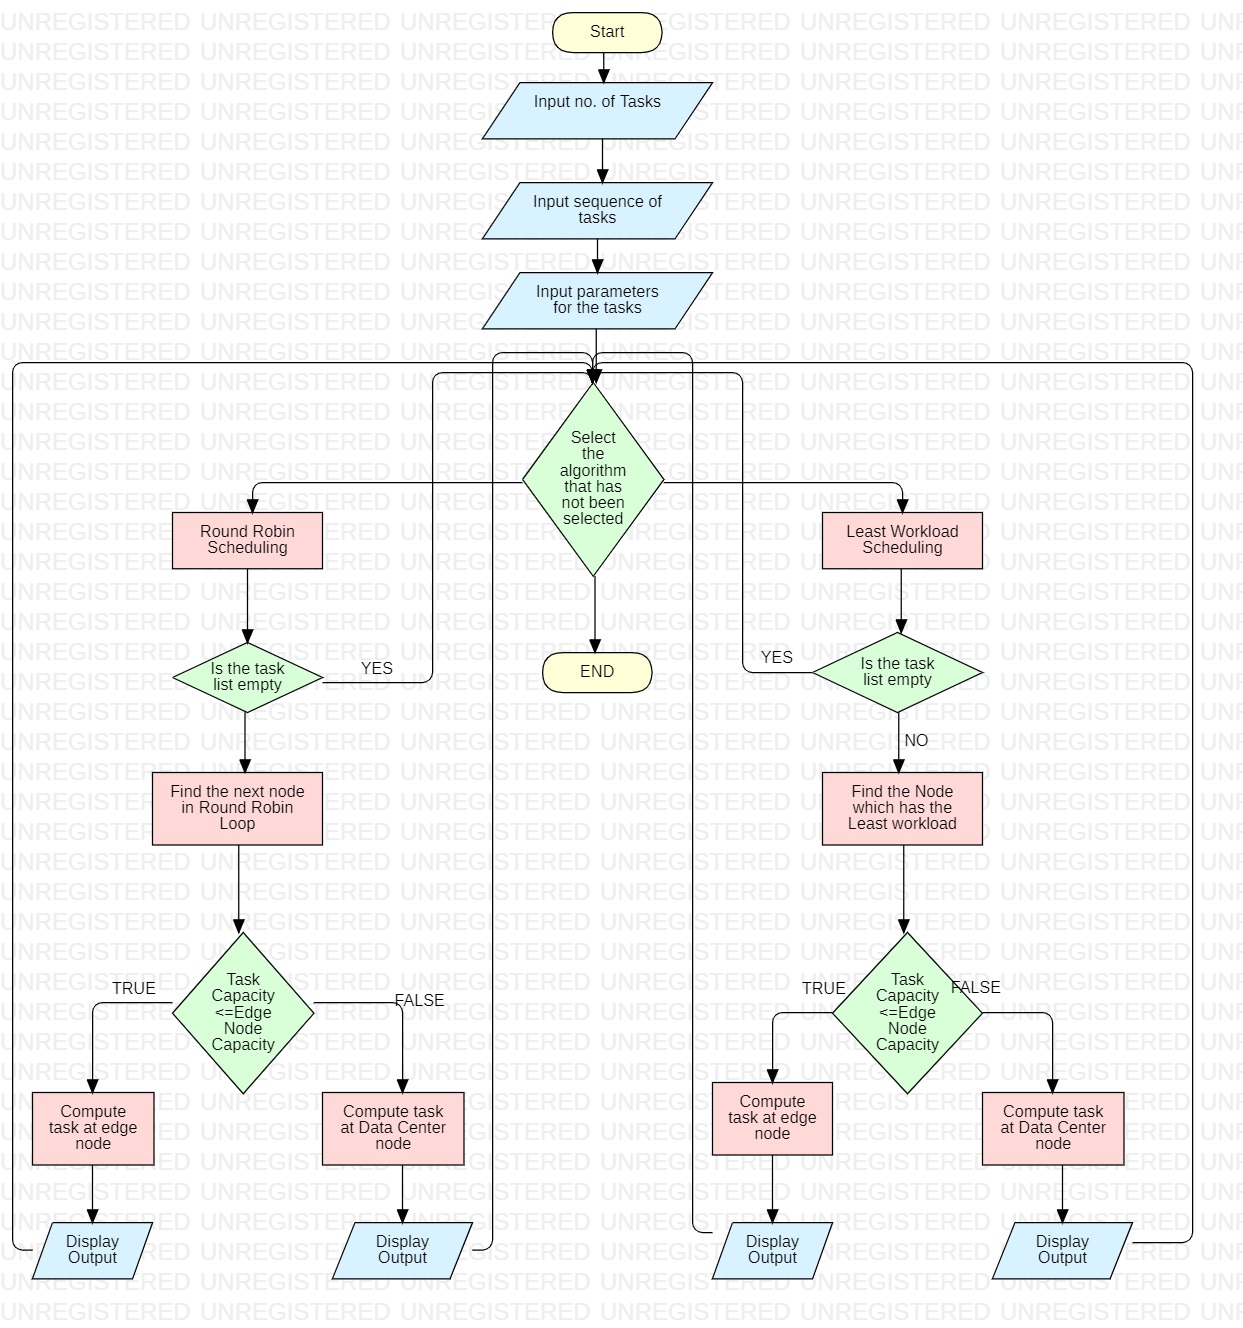 Start
Input no. of Tasks
Input sequence of
tasks
Input parameters
for the tasks
Select
the
algorithm
that has
not been
selected
Round Robin
Scheduling
Least Workload
Scheduling
Is the task
list empty
YES
END
YES
Is the task
list empty
NO
Find the next node
in Round Robin
Loop
Find the Node
which has the
Least workload
TRUE
Task
Capacity
<=Edge
Node
Capacity
FALSE
TRUE
Task
Capacity
<=Edge
Node
Capacity
FALSE
Compute
task at edge
node
Compute task
at Data Center
node
Compute
task at edge
node
Compute task
at Data Center
node
Display
Output
Display
Output
Display
Output
Display
Output
UNREGISTERED